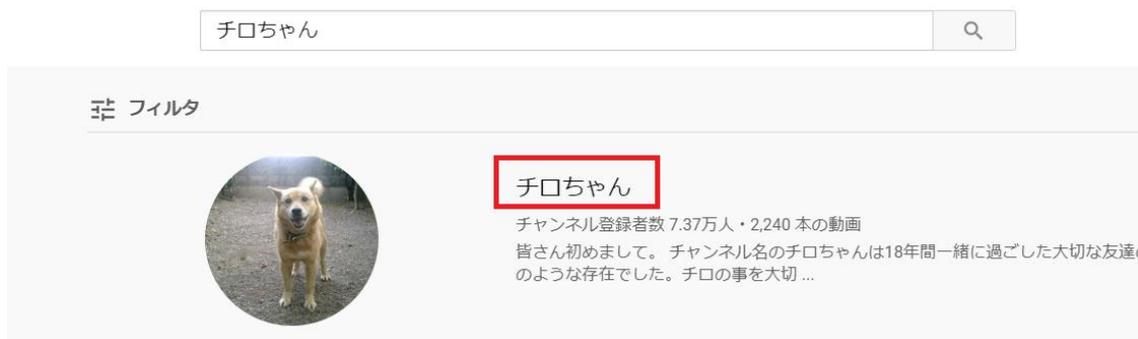 チロちゃん
フィルタ
チロちゃん
チャンネル登録者数 7.37万人・2,240 本の動画
皆さん初めまして。 チャンネル名のチロちゃんは18年間一緒に過ごした大切な友達
のような存在でした。チロの事を大切 ...